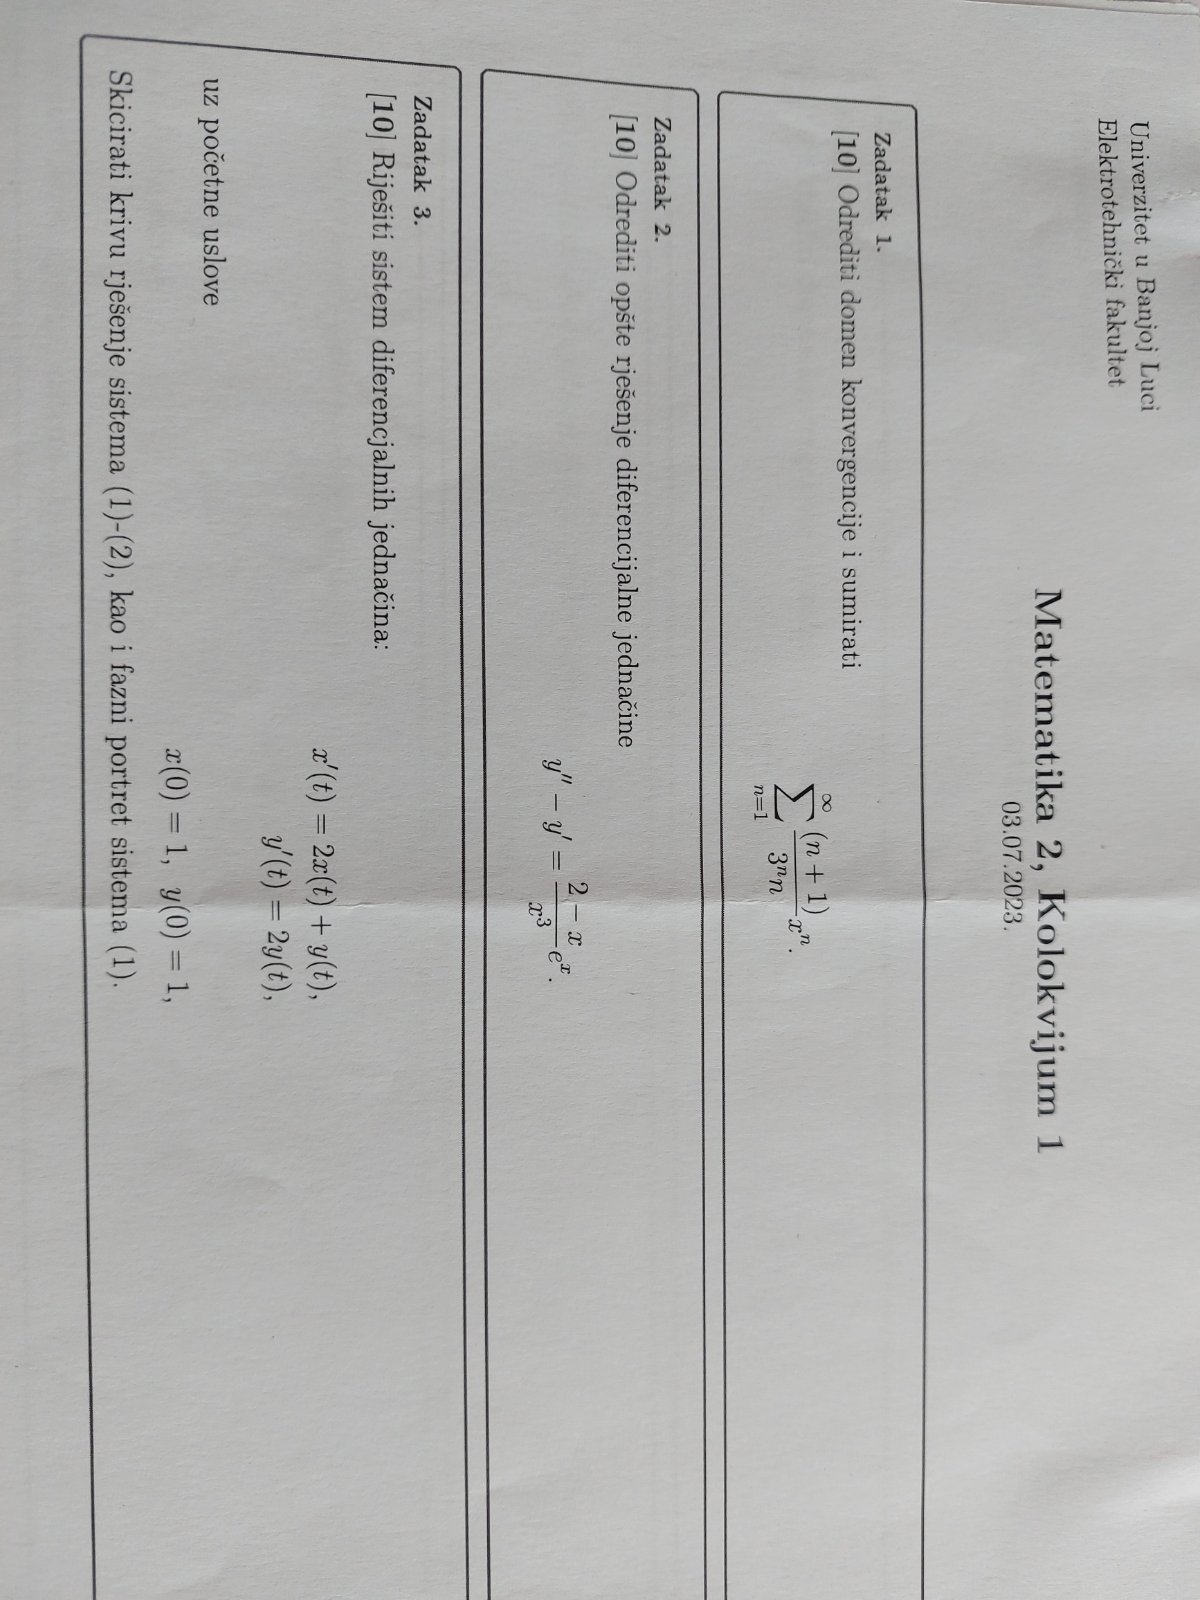 Univerzitet u Banjoj Luci
Elektrotehnički fakultet
Matematika 2, Kolokvijum 1
03.07.2023.
Zadatak 1.
[10] Odrediti domen konvergencije i sumirati
∑_{n=1}^{∞} \frac{(n + 1)}{3^n n} x^n.
Zadatak 2.
[10] Odrediti opšte rješenje diferencijalne jednačine
y'' − y' = \frac{2 − x}{x^3} e^x.
Zadatak 3.
[10] Riješiti sistem diferencjalnih jednačina:
x'(t) = 2x(t) + y(t),
y'(t) = 2y(t),
uz početne uslove
x(0) = 1, y(0) = 1,
Skicirati krivu rješenje sistema (1)-(2), kao i fazni portret sistema (1).